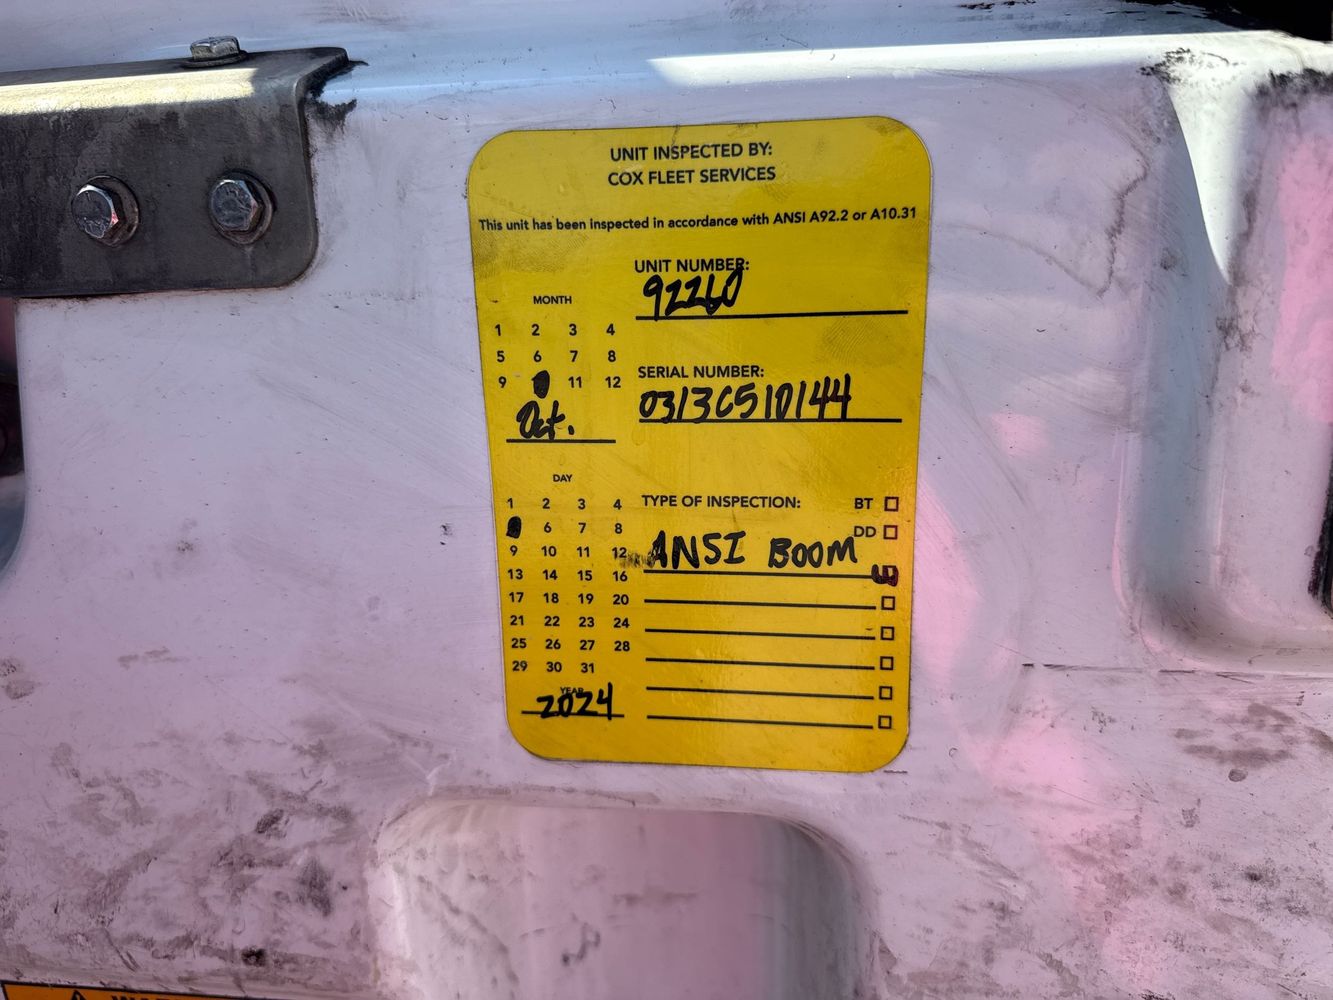 UNIT INSPECTED BY:
COX FLEET SERVICES
This unit has been inspected in accordance with ANSI A92.2 or A10.31
UNIT NUMBER:
92260
MONTH
1 2 3 4
5 6 7 8
9 11 12
Oct.
SERIAL NUMBER:
0313C510144
DAY
1 2 3 4
6 7 8
9 10 11 12
13 14 15 16
17 18 19 20
21 22 23 24
25 26 27 28
29 30 31
YEAR
2024
TYPE OF INSPECTION:
BT
DD
ANSI BOOM